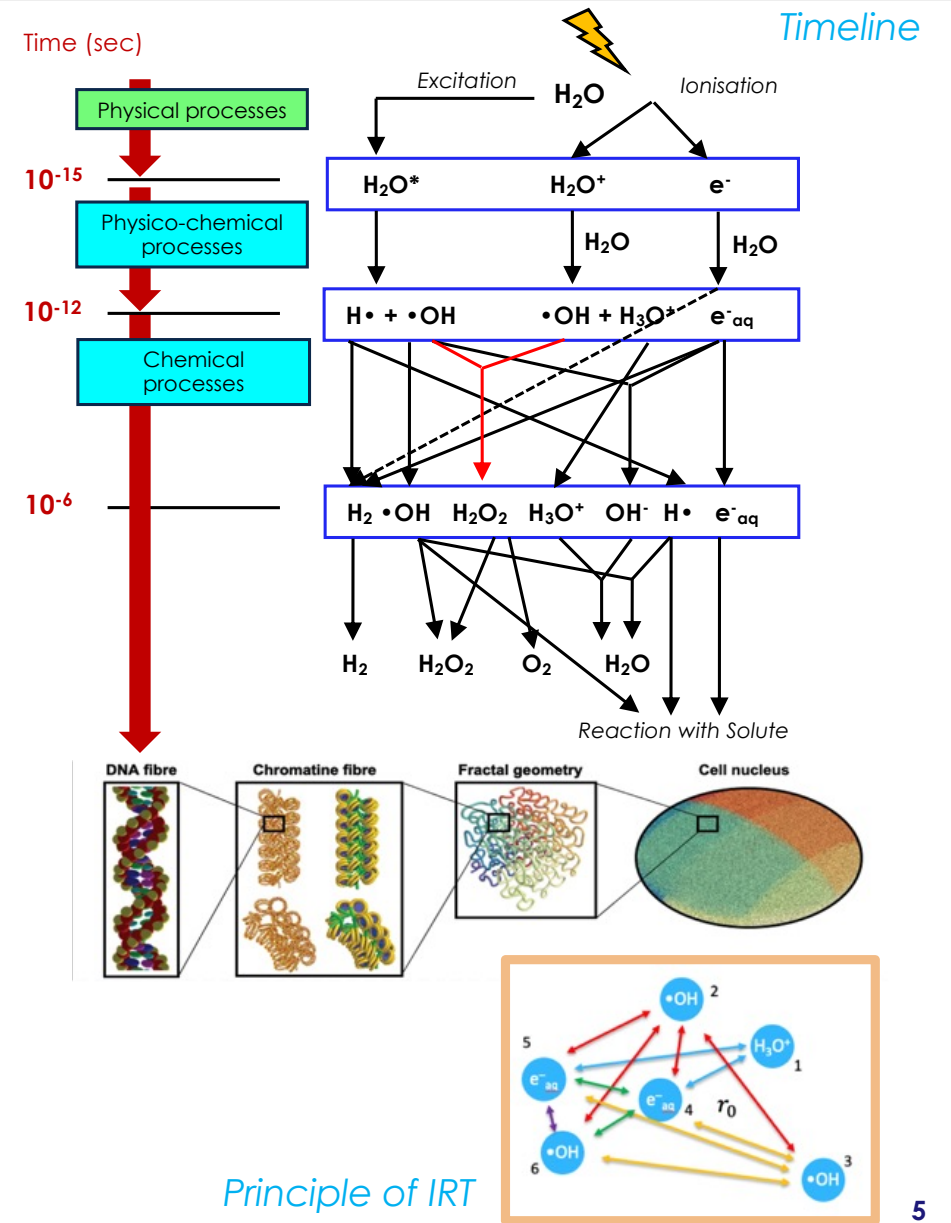 Timeline
Time (sec)
Excitation
H₂O
Ionisation
Physical processes
10⁻¹⁵
H₂O* H₂O⁺ e⁻
Physico-chemical
processes
H₂O
H₂O
10⁻¹²
H• + •OH •OH + H₃O⁺ e⁻aq
Chemical
processes
10⁻⁶
H₂ •OH H₂O₂ H₃O⁺ OH⁻ H• e⁻aq
H₂ H₂O₂ O₂ H₂O
Reaction with Solute
DNA fibre Chromatine fibre Fractal geometry Cell nucleus
•OH 2
H₃O⁺ 1
5 e⁻aq
e⁻aq 4
r₀
•OH 6
•OH 3
Principle of IRT
5